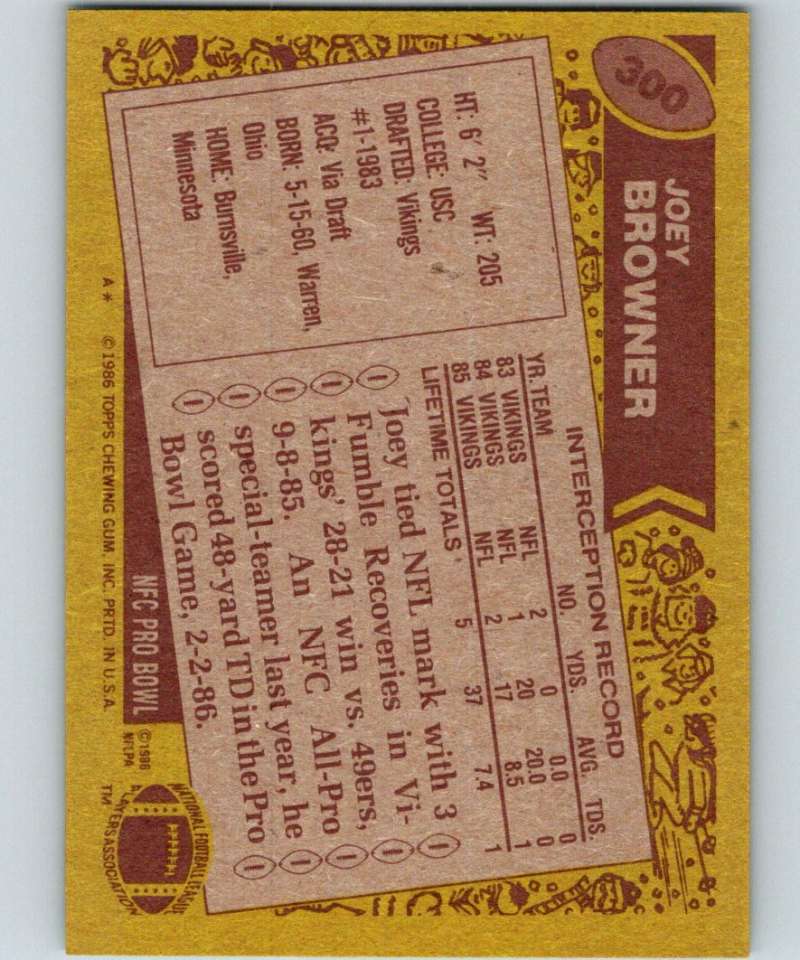 300
JOEY
BROWNER
HT: 6' 2" WT: 205
COLLEGE: USC
DRAFTED: Vikings
#1-1983
ACQ: Via Draft
BORN: 5-15-60, Warren,
Ohio
HOME: Burnsville,
Minnesota
INTERCEPTION RECORD
YR. TEAM NO. YDS. AVG. TDS.
83 VIKINGS NFL 2 0 0.0 0
84 VIKINGS NFL 1 20 20.0 0
85 VIKINGS NFL 2 17 8.5 1
LIFETIME TOTALS 5 37 7.4 1
Joey tied NFL mark with 3
Fumble Recoveries in Vi-
kings' 28-21 win vs. 49ers,
9-8-85. An NFC All-Pro
special-teamer last year, he
scored 48-yard TD in the Pro
Bowl Game, 2-2-86.
NFC PRO BOWL
©1986
NFLPA
A* ©1986 TOPPS CHEWING GUM, INC. PRTD. IN U.S.A.
NATIONAL FOOTBALL LEAGUE
PLAYERS ASSOCIATION
TM